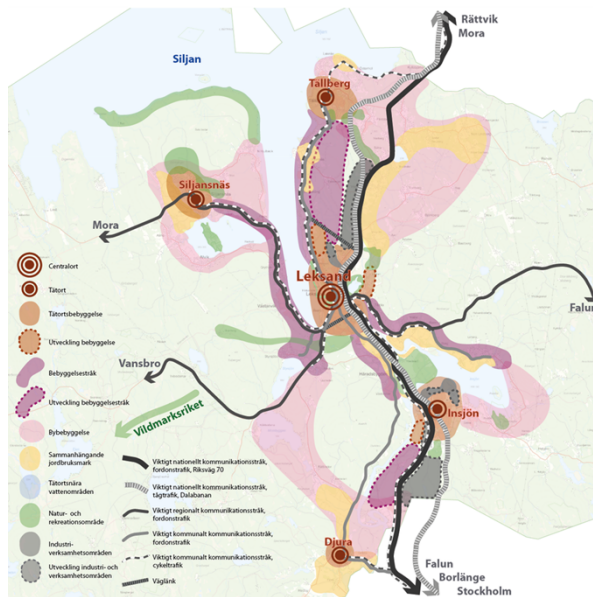 Rättvik
Mora
Siljan
Tällberg
Siljansnäs
Mora
Leksand
Falun
Vansbro
Vildmarksriket
Insjön
Djura
Falun
Borlänge
Stockholm
Centralort
Tätort
Tätortsbebyggelse
Utveckling bebyggelse
Bebyggelsestråk
Utveckling bebyggelsestråk
Bybebyggelse
Sammanhängande
jordbruksmark
Tätortsnära
vattenområden
Natur- och
rekreationsområde
Industri-
verksamhetsområden
Utveckling industri- och
verksamhetsområden
Viktigt nationellt kommunikationsstråk,
fordonstrafik, Riksväg 70
Viktigt nationellt kommunikationsstråk,
tågtrafik, Dalabanan
Viktigt regionalt kommunikationsstråk,
fordonstrafik
Viktigt kommunalt kommunikationsstråk,
fordonstrafik
Viktigt kommunalt kommunikationsstråk,
cykeltrafik
Väglänk